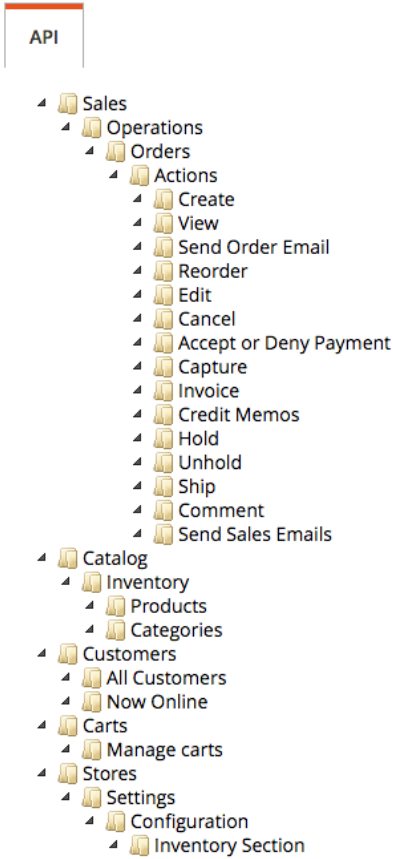 API
Sales
Operations
Orders
Actions
Create
View
Send Order Email
Reorder
Edit
Cancel
Accept or Deny Payment
Capture
Invoice
Credit Memos
Hold
Unhold
Ship
Comment
Send Sales Emails
Catalog
Inventory
Products
Categories
Customers
All Customers
Now Online
Carts
Manage carts
Stores
Settings
Configuration
Inventory Section